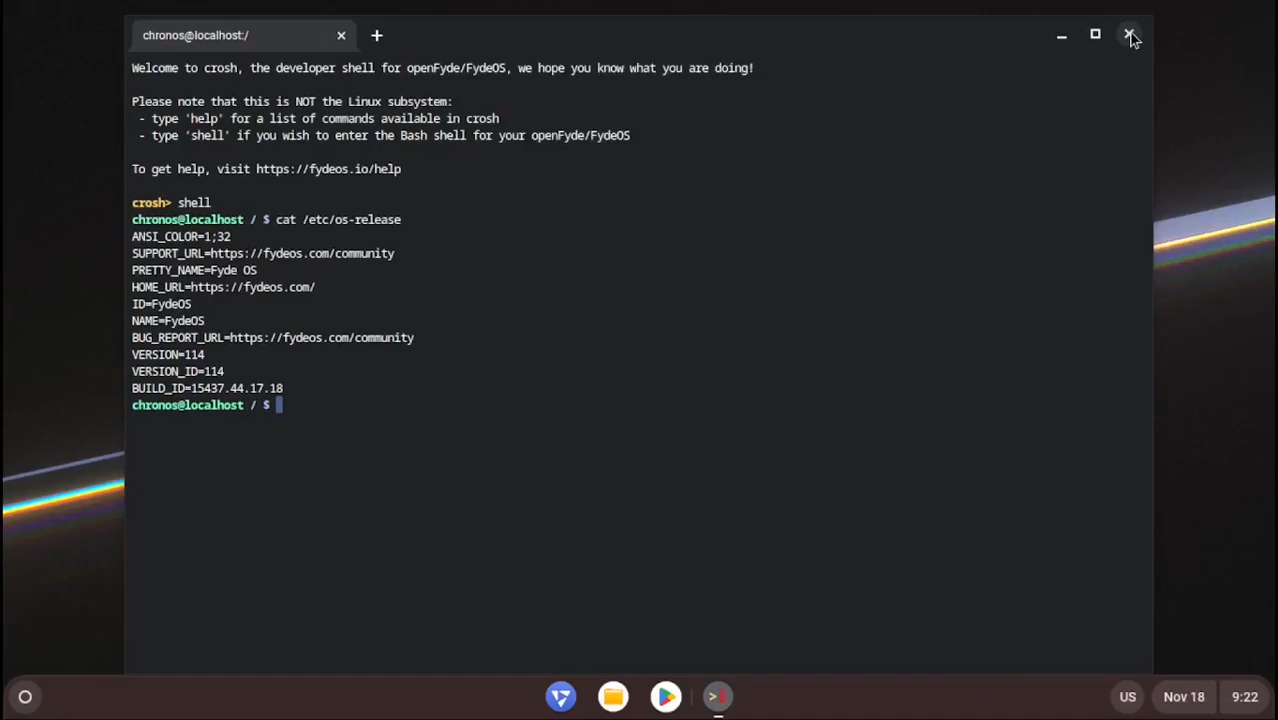 chronos@localhost:/
Welcome to crosh, the developer shell for openFyde/FydeOS, we hope you know what you are doing!
Please note that this is NOT the Linux subsystem:
- type 'help' for a list of commands available in crosh
- type 'shell' if you wish to enter the Bash shell for your openFyde/FydeOS
To get help, visit https://fydeos.io/help
crosh> shell
chronos@localhost / $ cat /etc/os-release
ANSI_COLOR=1;32
SUPPORT_URL=https://fydeos.com/community
PRETTY_NAME=Fyde OS
HOME_URL=https://fydeos.com/
ID=FydeOS
NAME=FydeOS
BUG_REPORT_URL=https://fydeos.com/community
VERSION=114
VERSION_ID=114
BUILD_ID=15437.44.17.18
chronos@localhost / $
US Nov 18 9:22